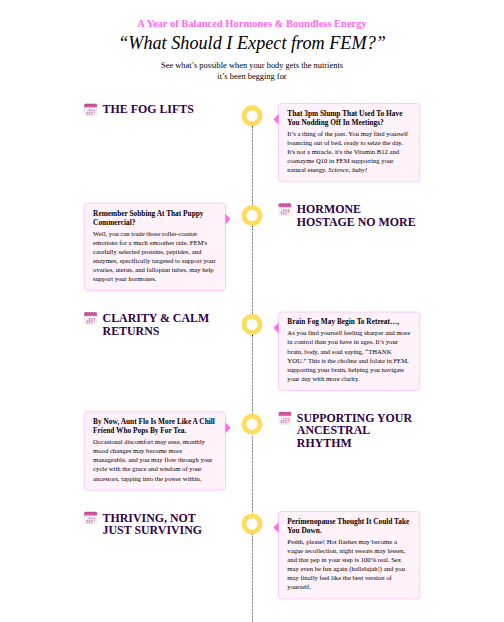 A Year of Balanced Hormones & Boundless Energy
“What Should I Expect from FEM?”
See what’s possible when your body gets the nutrients
it’s been begging for
THE FOG LIFTS
That 3pm Slump That Used To Have
You Nodding Off In Meetings?
It’s a thing of the past. You may find yourself
bouncing out of bed, ready to seize the day.
It's not a miracle, it's the Vitamin B12 and
coenzyme Q10 in FEM supporting your
natural energy. Science, baby!
Remember Sobbing At That Puppy
Commercial?
Well, you can trade those roller-coaster
emotions for a much smoother ride. FEM's
carefully selected proteins, peptides, and
enzymes, specifically targeted to support your
ovaries, uterus, and fallopian tubes, may help
support your hormones.
HORMONE
HOSTAGE NO MORE
CLARITY & CALM
RETURNS
Brain Fog May Begin To Retreat…,
As you find yourself feeling sharper and more
in control than you have in ages. It’s your
brain, body, and soul saying, “THANK
YOU.” This is the choline and folate in FEM,
supporting your brain, helping you navigate
your day with more clarity.
By Now, Aunt Flo Is More Like A Chill
Friend Who Pops By For Tea.
Occasional discomfort may ease, monthly
mood changes may become more
manageable, and you may flow through your
cycle with the grace and wisdom of your
ancestors, tapping into the power within.
SUPPORTING YOUR
ANCESTRAL
RHYTHM
THRIVING, NOT
JUST SURVIVING
Perimenopause Thought It Could Take
You Down.
Psshh, please! Hot flashes may become a
vague recollection, night sweats may lessen,
and that pep in your step is 100% real. Sex
may even be fun again (hallelujah!) and you
may finally feel like the best version of
yourself.